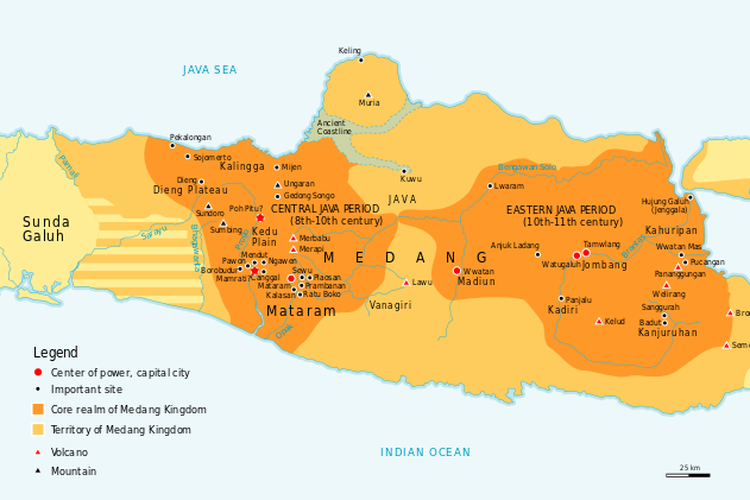 Keling
JAVA SEA
Muria
Ancient
Coastline
Pekalongan
Sojomerto
Kalingga
Mijen
Kuwu
Bengawan Solo
Pamali
Dieng
Dieng Plateau
Ungaran
Gedong Songo
Lwaram
JAVA
Hujung Galuh
(Jenggala)
Poh Pitu?
Sundoro
Sumbing
CENTRAL JAVA PERIOD
(8th-10th century)
EASTERN JAVA PERIOD
(10th-11th century)
Sunda
Galuh
Serayu
Bhagawanta
Progo
Kedu
Plain
Merbabu
Merapi
Kahuripan
Anjuk Ladang
Tamwlang
Brantas
Wwatan Mas
Pucangan
MEDANG
Mendut
Pawon
Ngawen
Borobudur
Mamrati?
Canggal
Sewu
Plaosan
Mataram
Prambanan
Kalasan
Ratu Boko
Lawu
Wwatan
Madiun
Watugaluh
Jombang
Pananggungan
Welirang
Mataram
Vanagiri
Opak
Panjalu
Kadiri
Kelud
Sanggurah
Badut
Kanjuruhan
Bro
Seme
Legend
Center of power, capital city
Important site
Core realm of Medang Kingdom
Territory of Medang Kingdom
Volcano
Mountain
INDIAN OCEAN
25 km